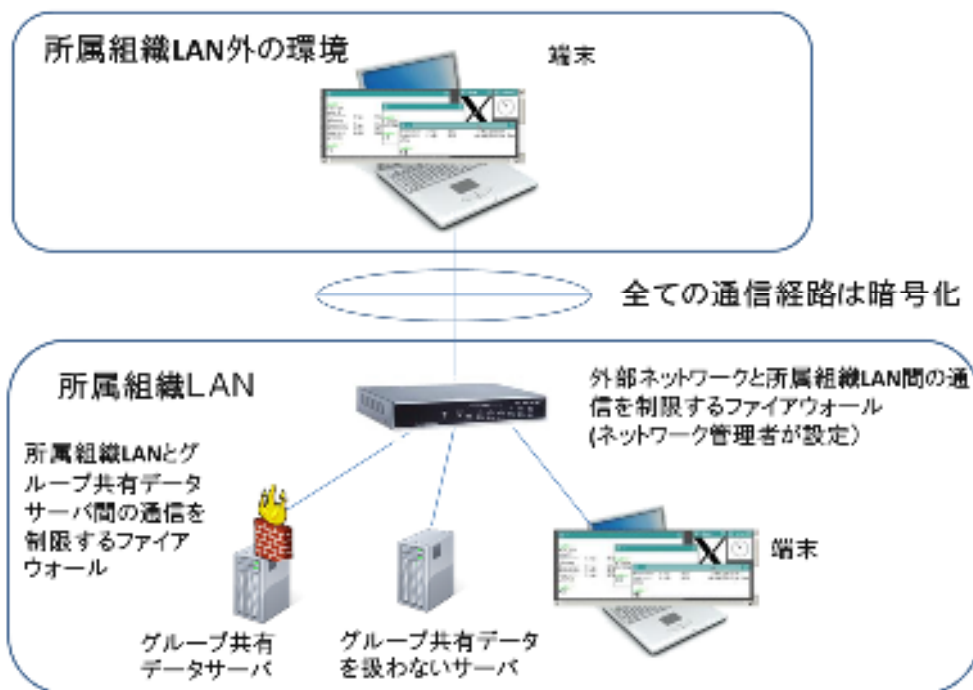 所属組織LAN外の環境
端末
全ての通信経路は暗号化
所属組織LAN
外部ネットワークと所属組織LAN間の通
信を制限するファイアウォール
(ネットワーク管理者が設定)
所属組織LANとグ
ループ共有データ
サーバ間の通信を
制限するファイア
ウォール
端末
グループ共有
データサーバ
グループ共有データ
を扱わないサーバ